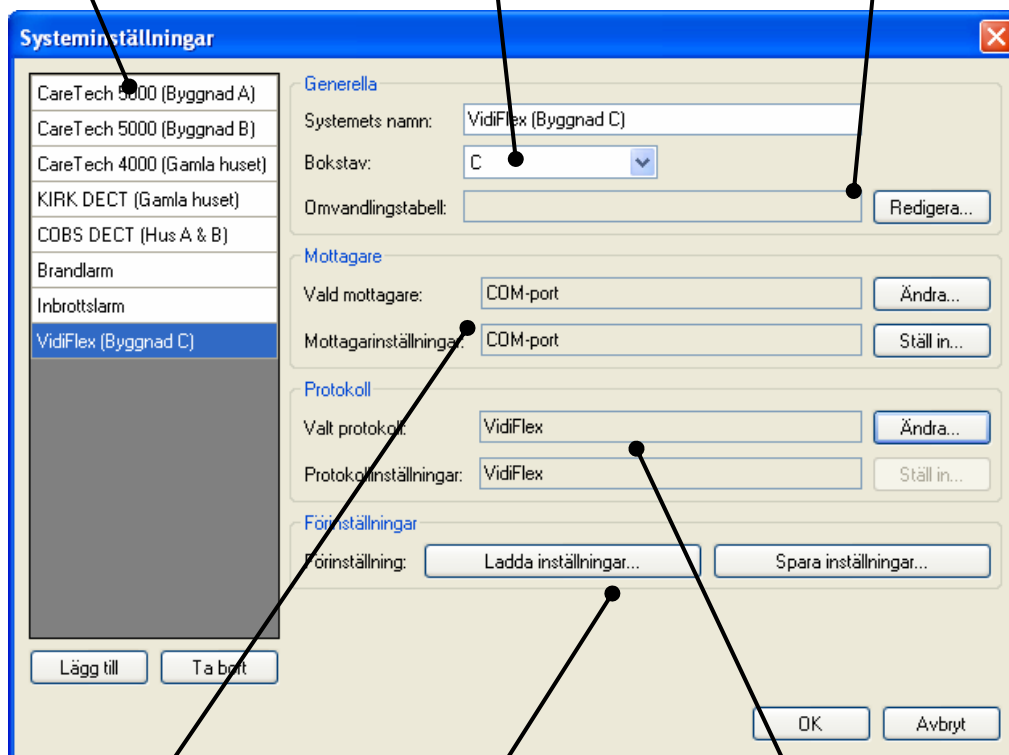 Systeminställningar
CareTech 5000 (Byggnad A)
CareTech 5000 (Byggnad B)
CareTech 4000 (Gamla huset)
KIRK DECT (Gamla huset)
COBS DECT (Hus A & B)
Brandlarm
Inbrottslarm
VidiFlex (Byggnad C)
Lägg till
Ta bort
Generella
Systemets namn: VidiFlex (Byggnad C)
Bokstav: C
Omvandlingstabell: Redigera...
Mottagare
Vald mottagare: COM-port Ändra...
Mottagarinställningar: COM-port Ställ in...
Protokoll
Valt protokoll: VidiFlex Ändra...
Protokollinställningar: VidiFlex Ställ in...
Förinställningar
Förinställning: Ladda inställningar... Spara inställningar...
OK Avbryt